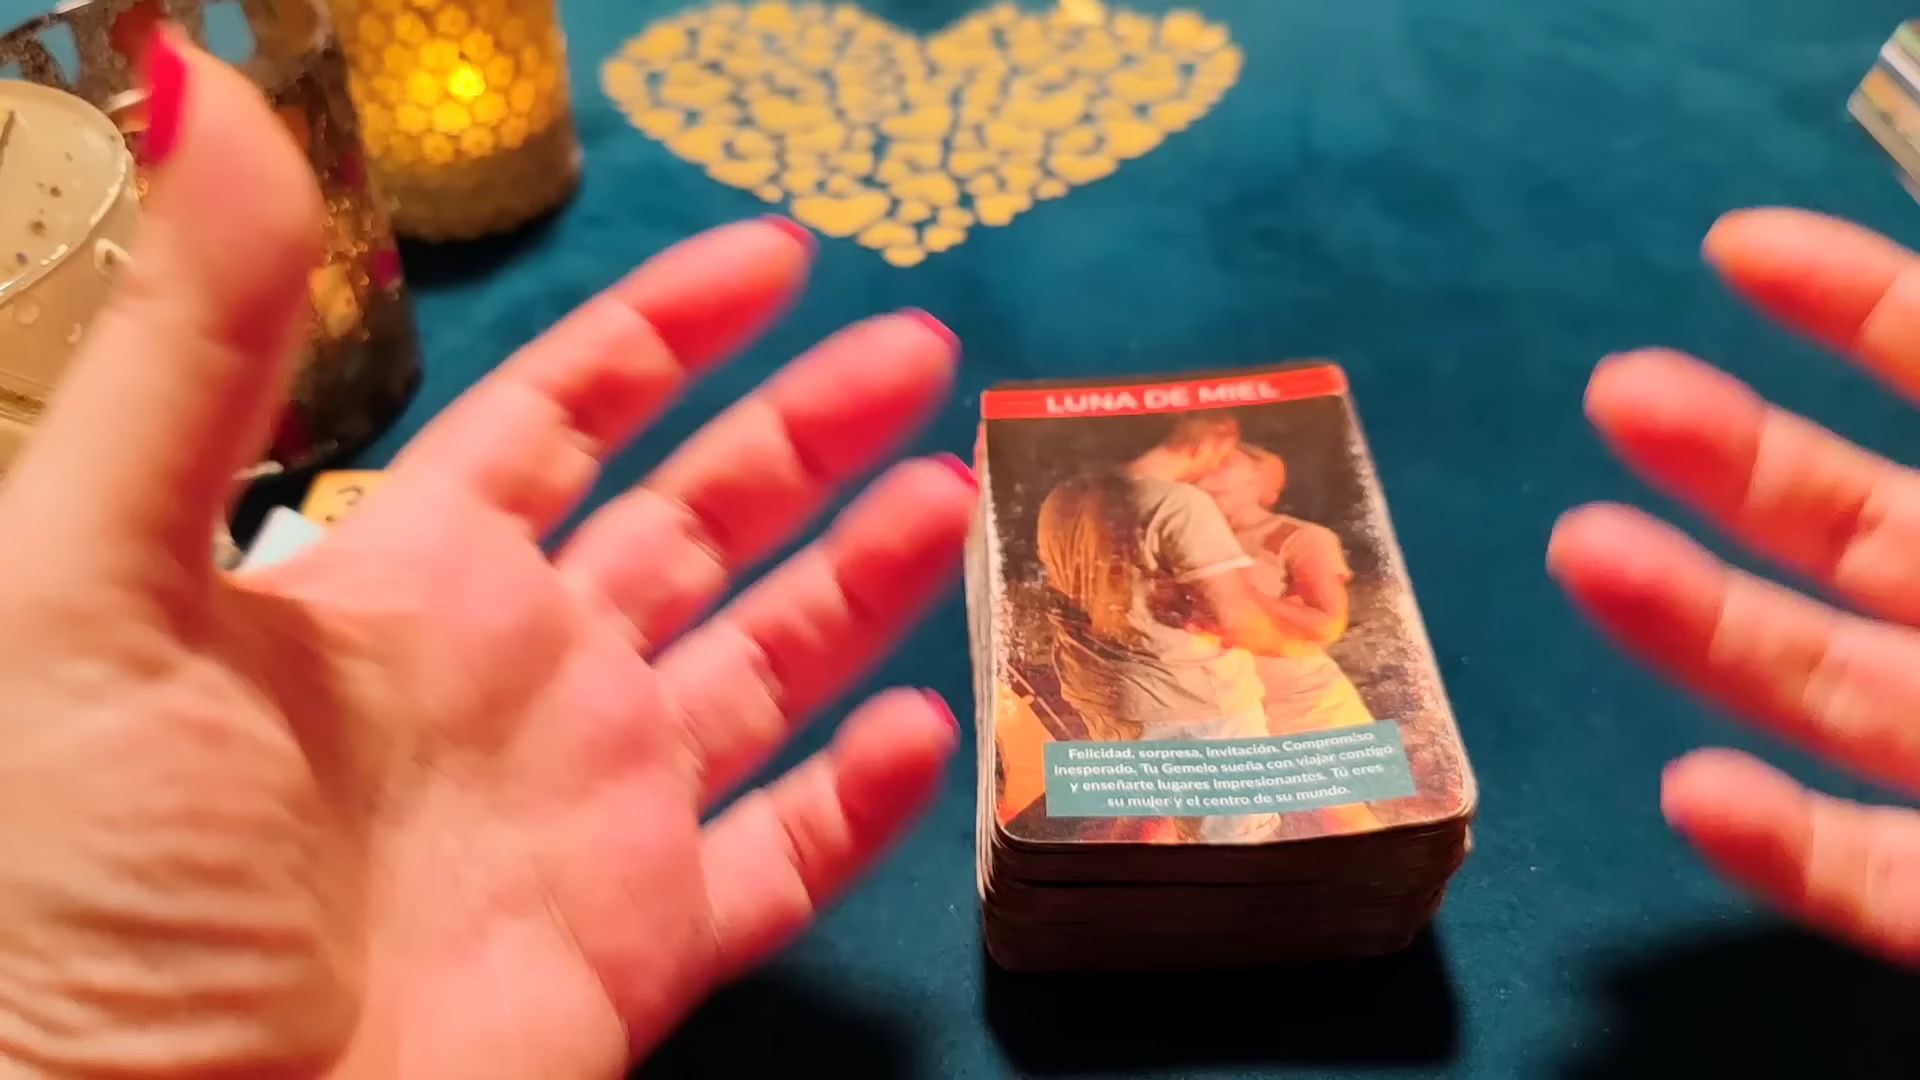 LUNA DE MIEL
Felicidad, sorpresa, invitación. Compromiso
inesperado. Tu Gemelo sueña con viajar contigo
y enseñarte lugares impresionantes. Tú eres
su mujer y el centro de su mundo.